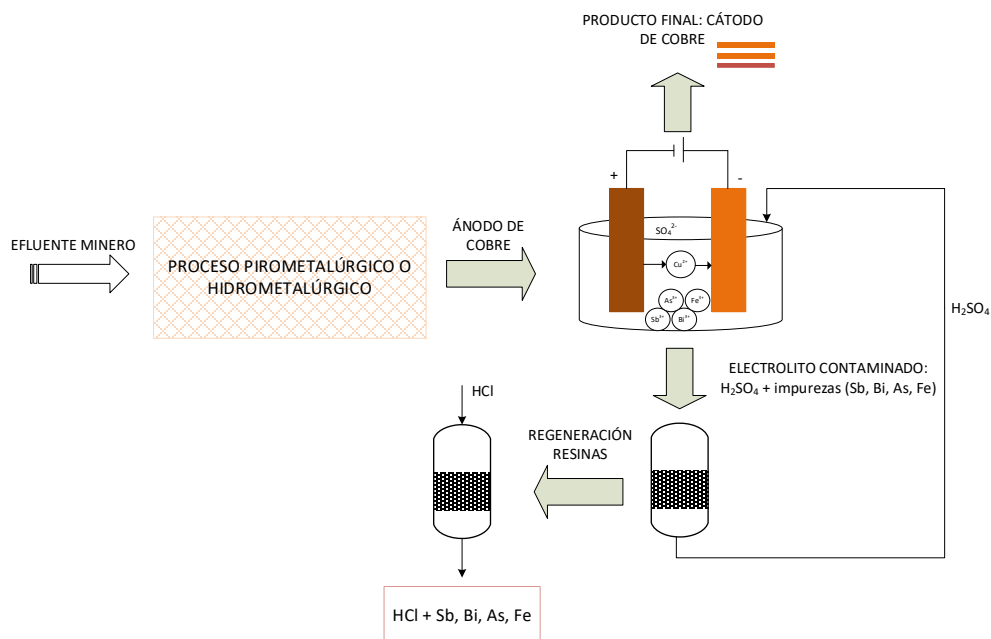 PRODUCTO FINAL: CÁTODO
DE COBRE
+
-
EFLUENTE MINERO
PROCESO PIROMETALÚRGICO O
HIDROMETALÚRGICO
ÁNODO DE
COBRE
SO₄²⁻
Cu²⁺
As³⁺
Fe³⁺
Sb³⁺
Bi³⁺
H₂SO₄
ELECTROLITO CONTAMINADO:
H₂SO₄ + impurezas (Sb, Bi, As, Fe)
HCl
REGENERACIÓN
RESINAS
HCl + Sb, Bi, As, Fe